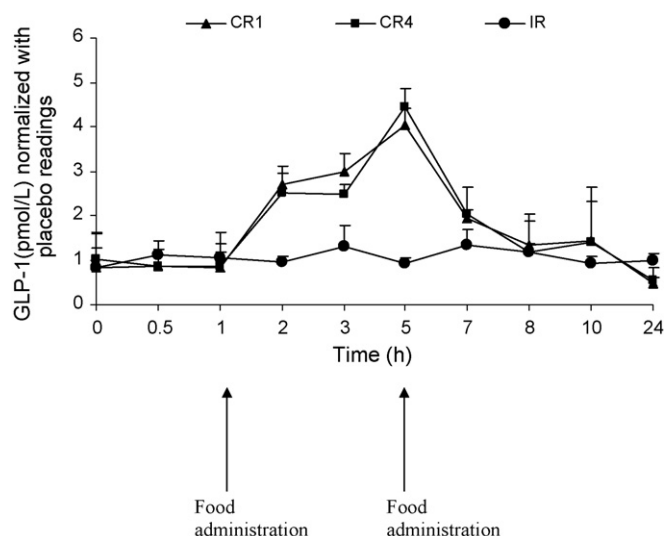 CR1 CR4 IR
GLP-1(pmol/L) normalized with
placebo readings
6
5
4
3
2
1
0
0 0.5 1 2 3 5 7 8 10 24
Time (h)
Food Food
administration administration